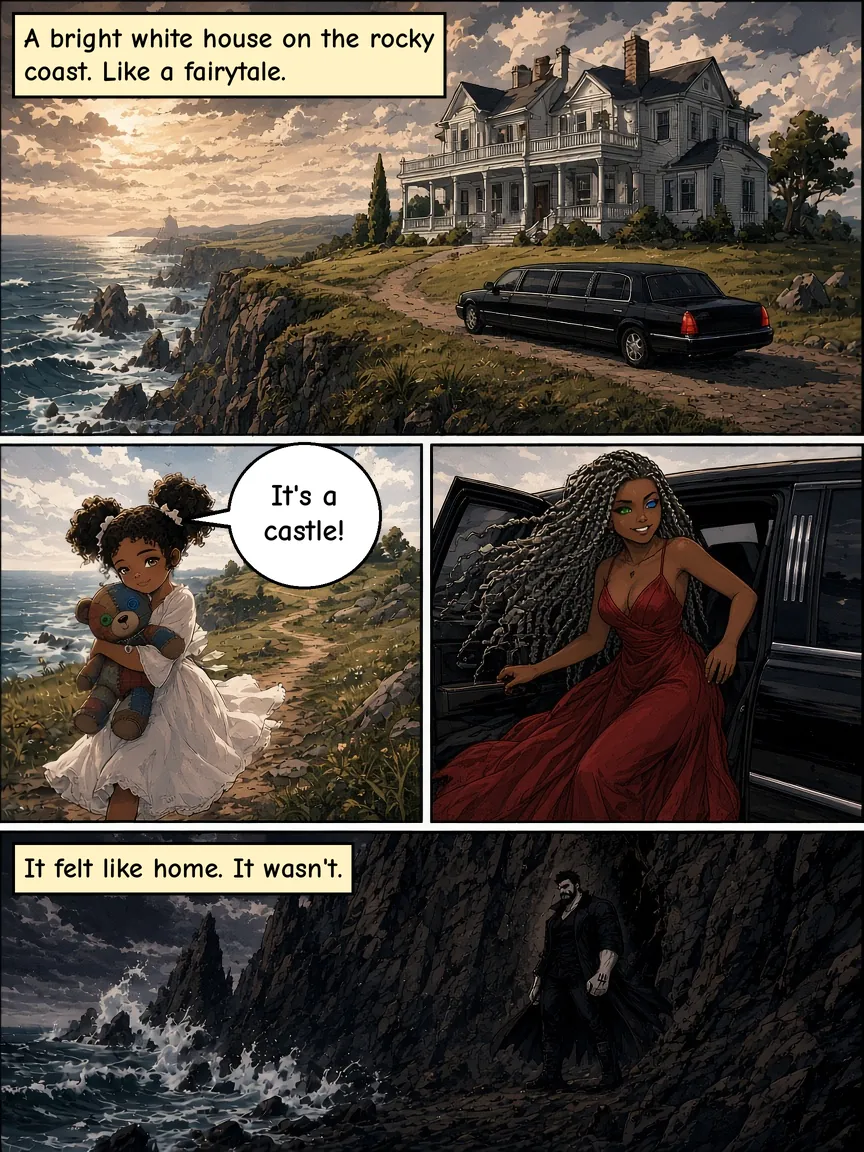 A bright white house on the rocky
coast. Like a fairytale.
It's a
castle!
It felt like home. It wasn't.